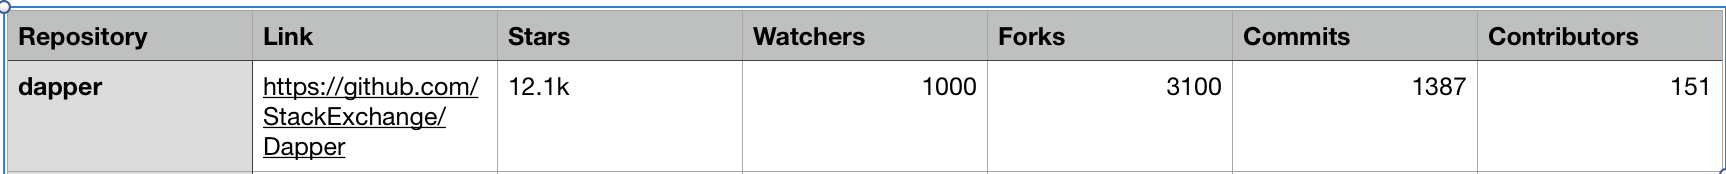 Repository Link Stars Watchers Forks Commits Contributors
dapper https://github.com/ 12.1k 1000 3100 1387 151
StackExchange/
Dapper